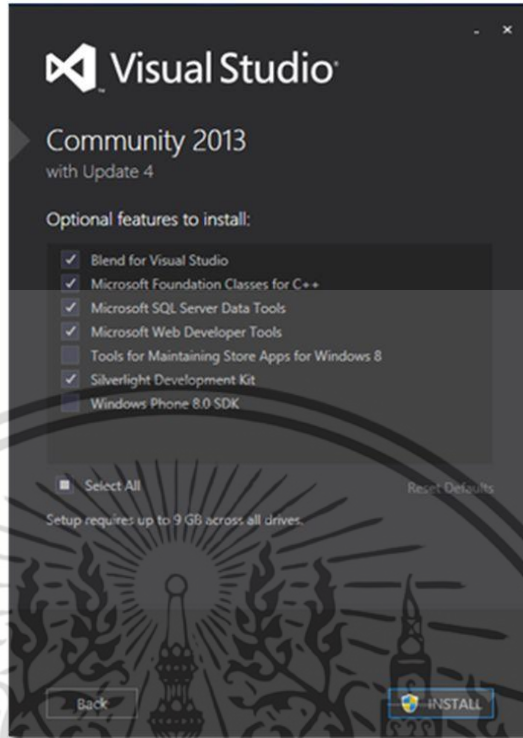 Visual Studio
Community 2013
with Update 4
Optional features to install:
Blend for Visual Studio
Microsoft Foundation Classes for C++
Microsoft SQL Server Data Tools
Microsoft Web Developer Tools
Tools for Maintaining Store Apps for Windows 8
Silverlight Development Kit
Windows Phone 8.0 SDK
Select All
Reset Defaults
Setup requires up to 9 GB across all drives.
Back
INSTALL